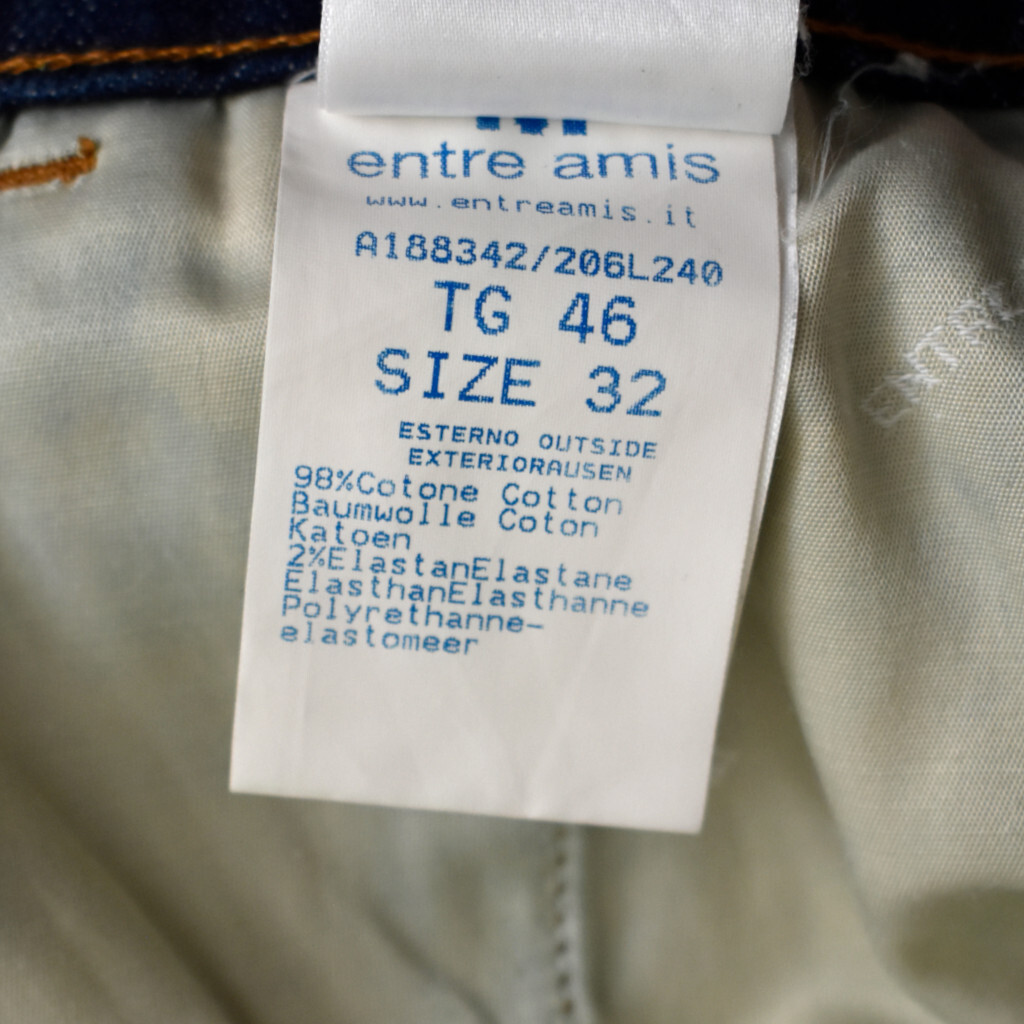 entre amis
www.entreamis.it
A188342/206L240
TG 46
SIZE 32
ESTERNO OUTSIDE
EXTERIORAUSEN
98%Cotone Cotton
Baumwolle Coton
Katoen
2%ElastanElastane
ElasthanElasthanne
Polyrethanne-
elastomeer